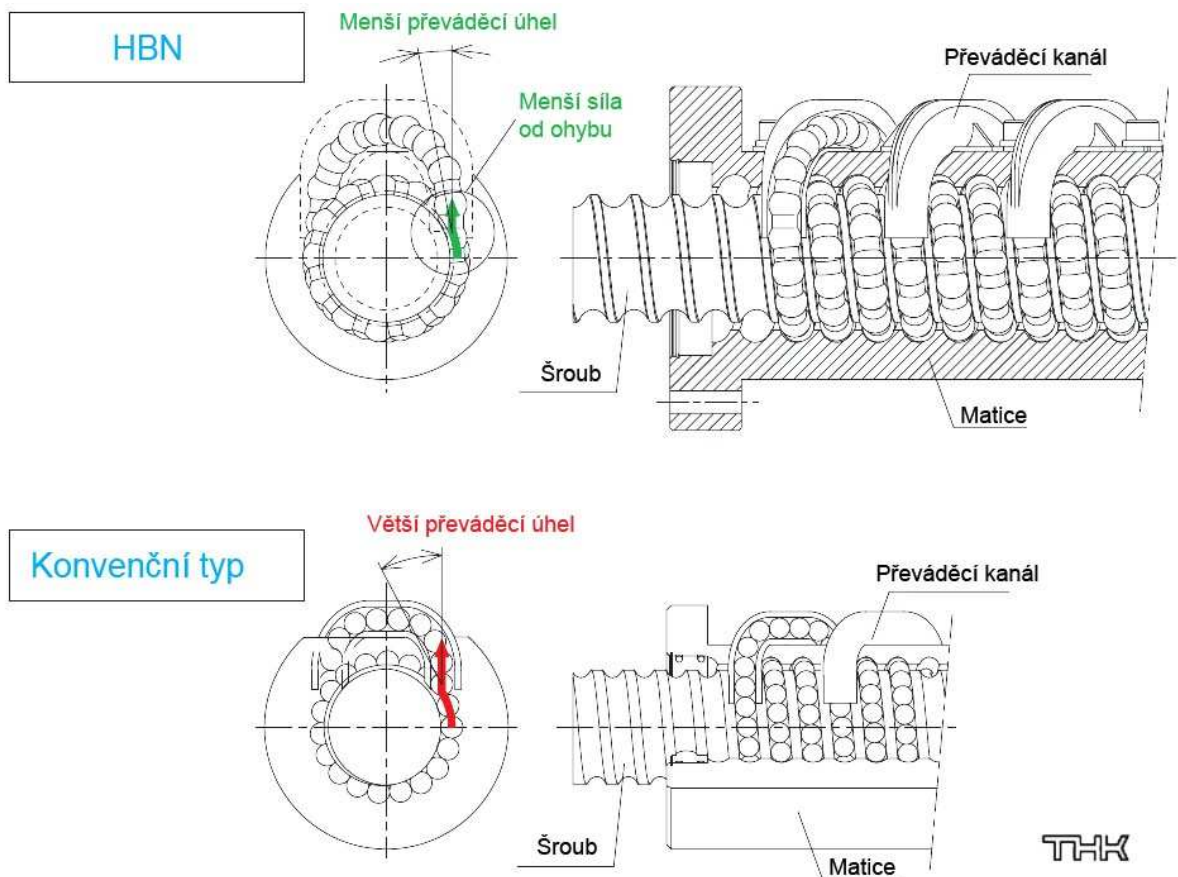 HBN
Menší převáděcí úhel
Menší síla
od ohybu
Převáděcí kanál
Šroub
Matice
Konvenční typ
Větší převáděcí úhel
Převáděcí kanál
Šroub
Matice
THK